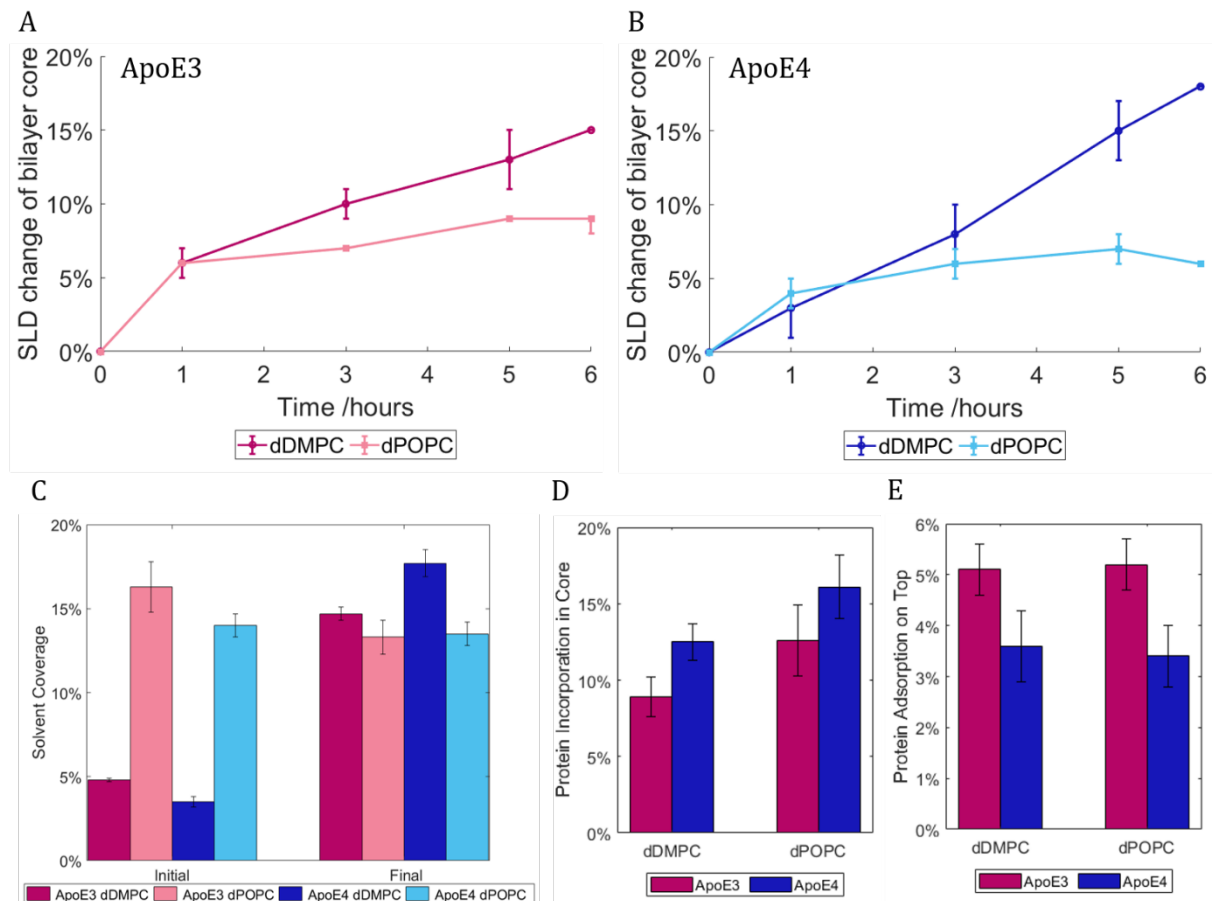 A
ApoE3
20%
15%
10%
5%
0%
SLD change of bilayer core
0 1 2 3 4 5 6
Time /hours
dDMPC dPOPC
B
ApoE4
20%
15%
10%
5%
0%
SLD change of bilayer core
0 1 2 3 4 5 6
Time /hours
dDMPC dPOPC
C
20%
15%
10%
5%
0%
Solvent Coverage
Initial Final
ApoE3 dDMPC ApoE3 dPOPC ApoE4 dDMPC ApoE4 dPOPC
D
20%
15%
10%
5%
0%
Protein Incorporation in Core
dDMPC dPOPC
ApoE3 ApoE4
E
6%
5%
4%
3%
2%
1%
0%
Protein Adsorption on Top
dDMPC dPOPC
ApoE3 ApoE4